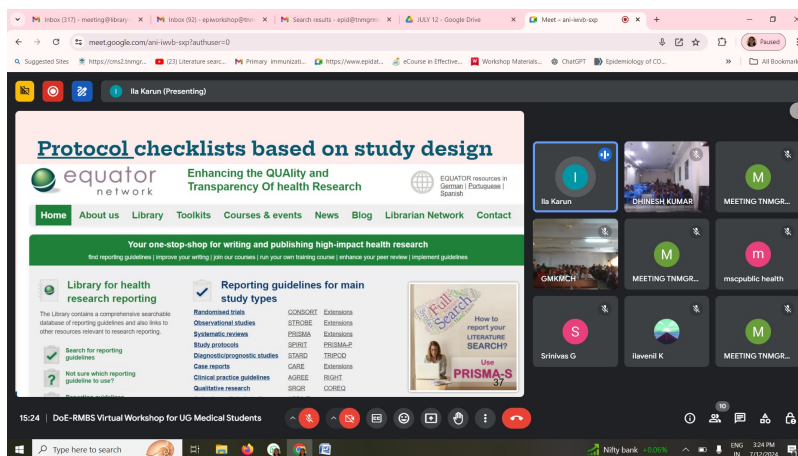 Inbox (317) - meeting@library
Inbox (92) - epiworkshop@tnm
Search results - epid@tnmgrm
JULY 12 - Google Drive
Meet – ani-iwvb-sxp
meet.google.com/ani-iwvb-sxp?authuser=0
Paused
Suggested Sites
https://cms2.tnmgr...
(23) Literature searc...
Primary immunizati...
https://www.epidat...
eCourse in Effective...
Workshop Materials...
ChatGPT
Epidemiology of CO...
All Bookmark
Ila Karun (Presenting)
Protocol checklists based on study design
equator
network
Enhancing the QUAlity and
Transparency Of health Research
EQUATOR resources in
German | Portuguese |
Spanish
Home About us Library Toolkits Courses & events News Blog Librarian Network Contact
Your one-stop-shop for writing and publishing high-impact health research
find reporting guidelines | improve your writing | join our courses | run your own training course | enhance your peer review | implement guidelines
Library for health
research reporting
The Library contains a comprehensive searchable
database of reporting guidelines and also links to
other resources relevant to research reporting.
Search for reporting
guidelines
Not sure which reporting
guideline to use?
Reporting guidelines for main
study types
Randomised trials CONSORT Extensions
Observational studies STROBE Extensions
Systematic reviews PRISMA Extensions
Study protocols SPIRIT PRISMA-P
Diagnostic/prognostic studies STARD TRIPOD
Case reports CARE Extensions
Clinical practice guidelines AGREE RIGHT
Qualitative research SRQR COREQ
Full
Search
How to
report your
LITERATURE
SEARCH?
Use
PRISMA-S
37
I
Ila Karun
DHINESH KUMAR
M
MEETING TNMGR...
GMKMCH
M
MEETING TNMGR...
m
mscpublic health
S
Srinivas G
ilavenil K
M
MEETING TNMGR...
15:24 | DoE-RMBS Virtual Workshop for UG Medical Students
10
Type here to search
Nifty bank +0.06%
ENG
IN
3:24 PM
7/12/2024